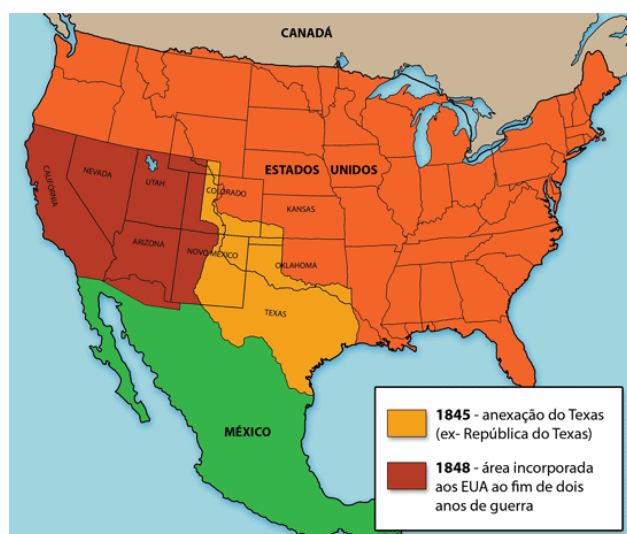 CANADÁ
ESTADOS UNIDOS
CALIFORNIA
NEVADA
UTAH
COLORADO
KANSAS
ARIZONA
NOVO MÉXICO
OKLAHOMA
TEXAS
MÉXICO
1845 - anexação do Texas
(ex- República do Texas)
1848 - área incorporada
aos EUA ao fim de dois
anos de guerra